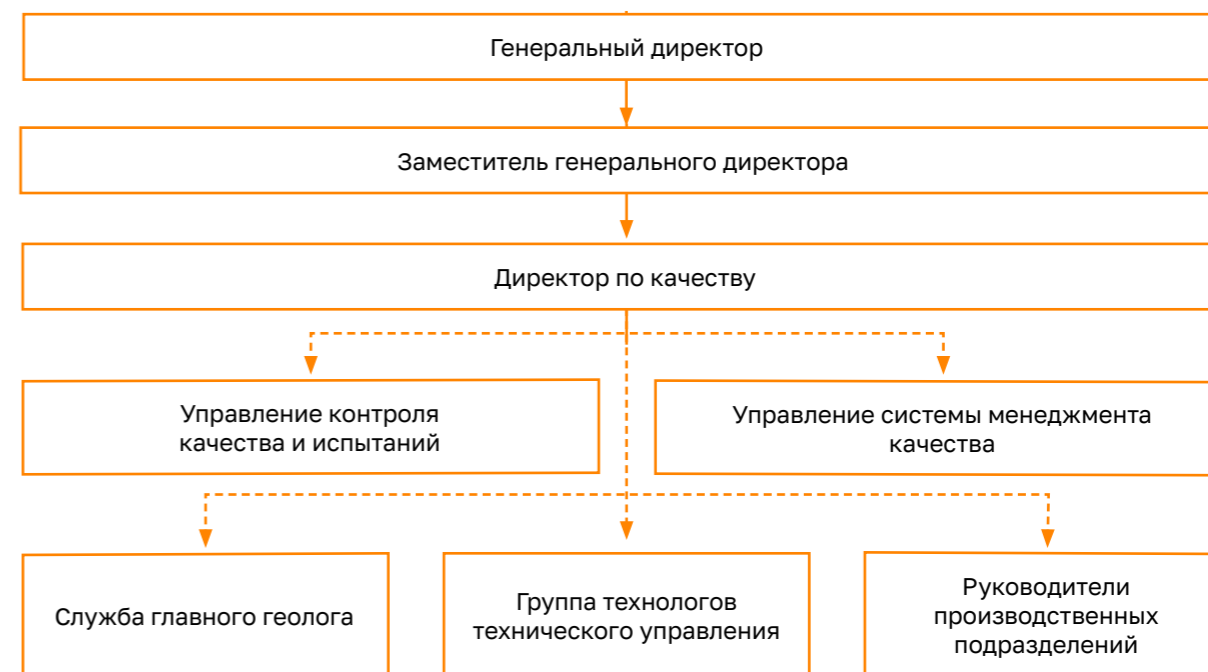 Генеральный директор
Заместитель генерального директора
Директор по качеству
Управление контроля
качества и испытаний
Управление системы менеджмента
качества
Служба главного геолога
Группа технологов
технического управления
Руководители
производственных
подразделений